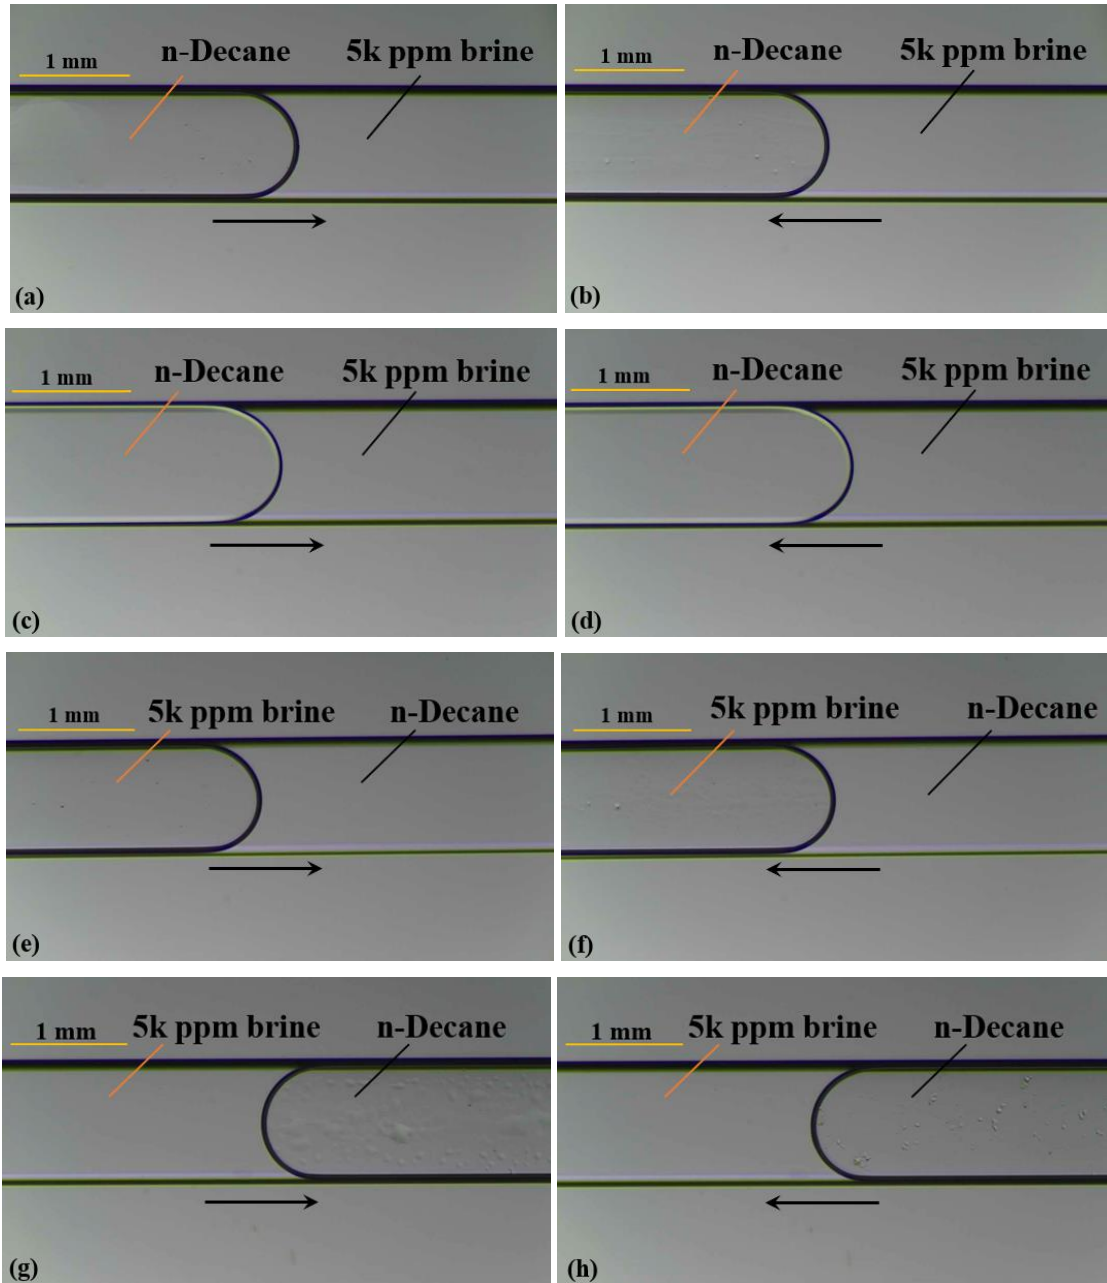 1 mm n-Decane 5k ppm brine
(a)
1 mm n-Decane 5k ppm brine
(b)
1 mm n-Decane 5k ppm brine
(c)
1 mm n-Decane 5k ppm brine
(d)
1 mm 5k ppm brine n-Decane
(e)
1 mm 5k ppm brine n-Decane
(f)
1 mm 5k ppm brine n-Decane
(g)
1 mm 5k ppm brine n-Decane
(h)